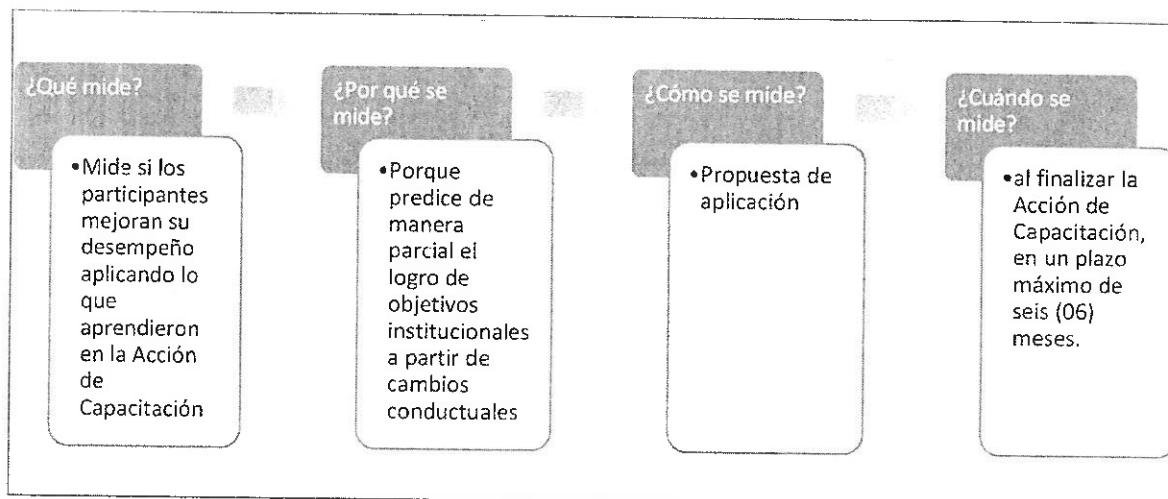 ¿Qué mide?
•Mide si los
participantes
mejoran su
desempeño
aplicando lo
que
aprendieron
en la Acción
de
Capacitación
¿Por qué se
mide?
•Porque
predice de
manera
parcial el
logro de
objetivos
institucionales
a partir de
cambios
conductuales
¿Cómo se mide?
•Propuesta de
aplicación
¿Cuándo se
mide?
•al finalizar la
Acción de
Capacitación,
en un plazo
máximo de
seis (06)
meses.